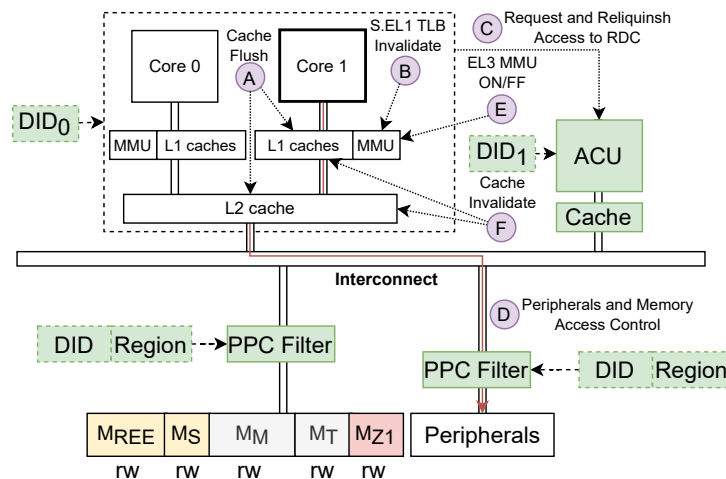 Cache
Flush
S.EL1 TLB
Invalidate
C
Request and Reliquinsh
Access to RDC
Core 0
Core 1
A
B
EL3 MMU
ON/FF
E
DID0
MMU
L1 caches
L1 caches
MMU
DID1
ACU
Cache
Invalidate
L2 cache
F
Cache
Interconnect
D
Peripherals and Memory
Access Control
DID
Region
PPC Filter
PPC Filter
DID
Region
MREE
MS
MM
MT
MZ1
Peripherals
rw
rw
rw
rw
rw